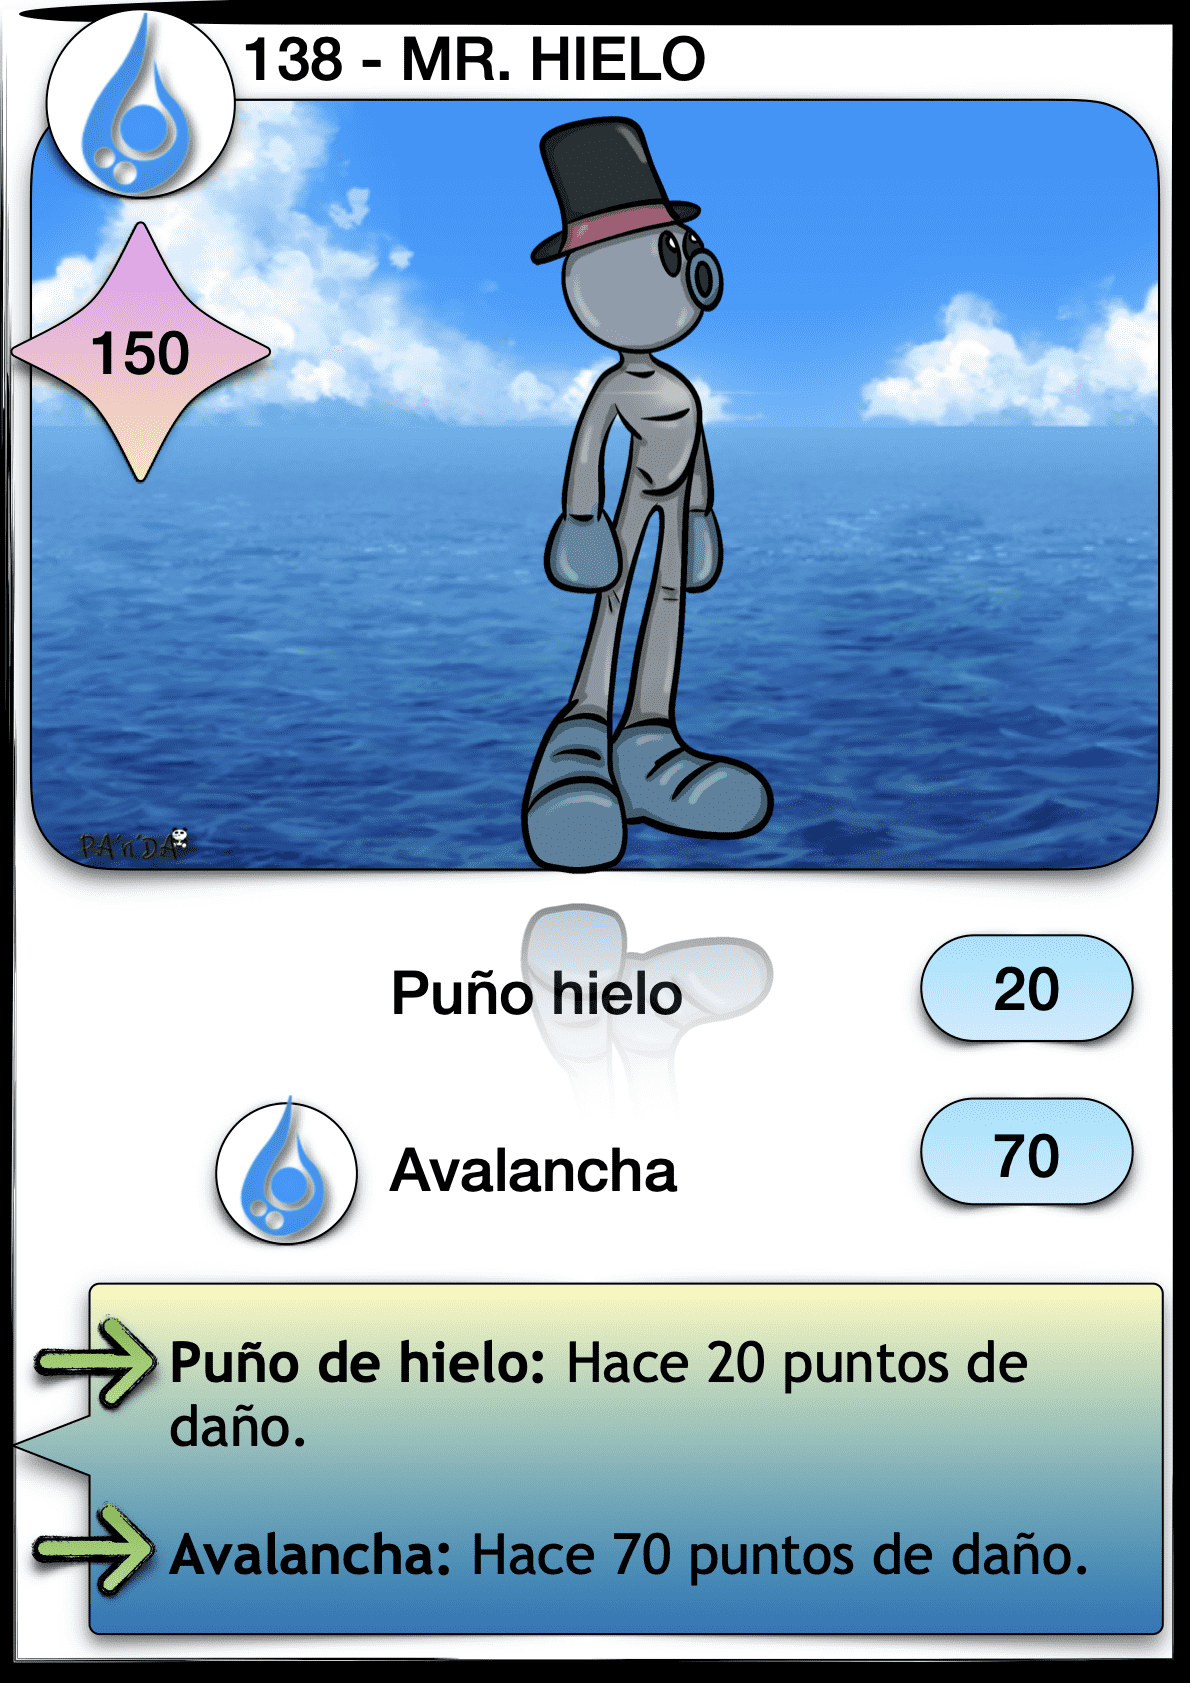 138 - MR. HIELO
150
PANDA
Puño hielo
20
Avalancha
70
Puño de hielo: Hace 20 puntos de
daño.
Avalancha: Hace 70 puntos de daño.